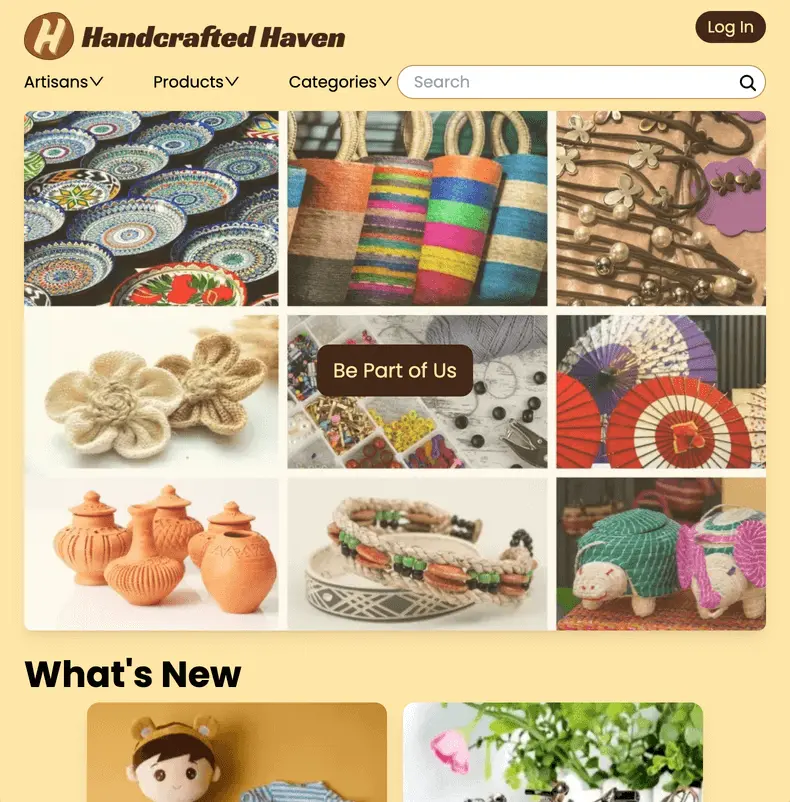 H Handcrafted Haven
Log In
Artisans
Products
Categories
Search
Be Part of Us
What's New